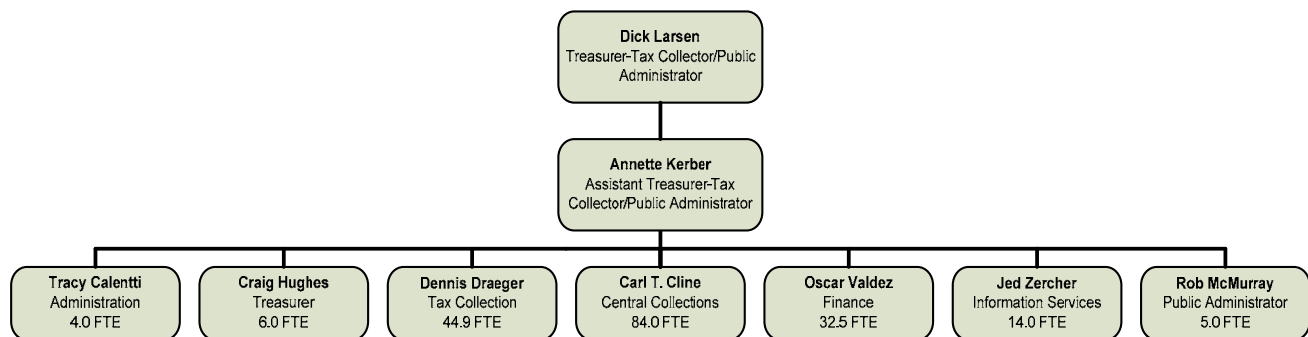 Dick Larsen
Treasurer-Tax Collector/Public
Administrator
Annette Kerber
Assistant Treasurer-Tax
Collector/Public Administrator
Tracy Calentti
Administration
4.0 FTE
Craig Hughes
Treasurer
6.0 FTE
Dennis Draeger
Tax Collection
44.9 FTE
Carl T. Cline
Central Collections
84.0 FTE
Oscar Valdez
Finance
32.5 FTE
Jed Zercher
Information Services
14.0 FTE
Rob McMurray
Public Administrator
5.0 FTE